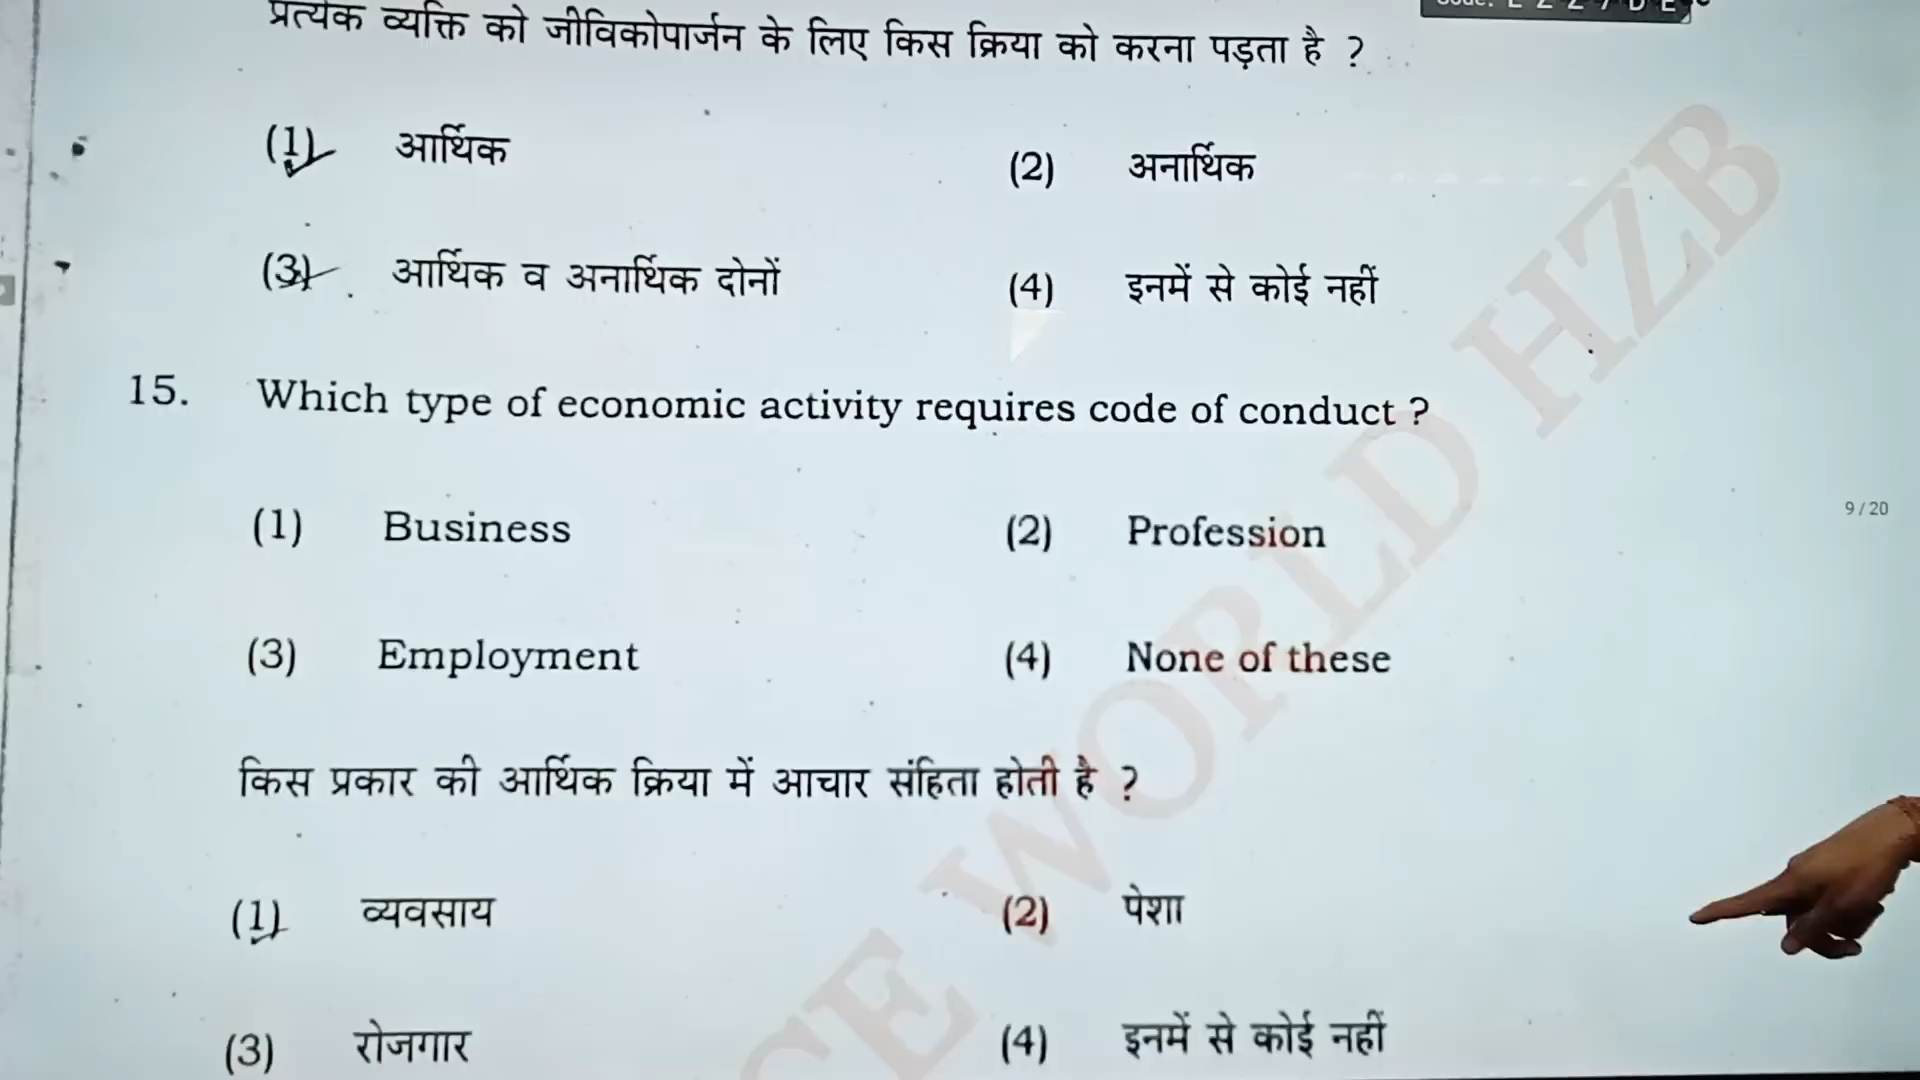 प्रत्येक व्यक्ति को जीविकोपार्जन के लिए किस क्रिया को करना पड़ता है ?
(1) आर्थिक (2) अनार्थिक
(3) आर्थिक व अनार्थिक दोनों (4) इनमें से कोई नहीं
15. Which type of economic activity requires code of conduct ?
(1) Business (2) Profession
(3) Employment (4) None of these
किस प्रकार की आर्थिक क्रिया में आचार संहिता होती है ?
(1) व्यवसाय (2) पेशा
(3) रोजगार (4) इनमें से कोई नहीं
9 / 20
WORLD HZB